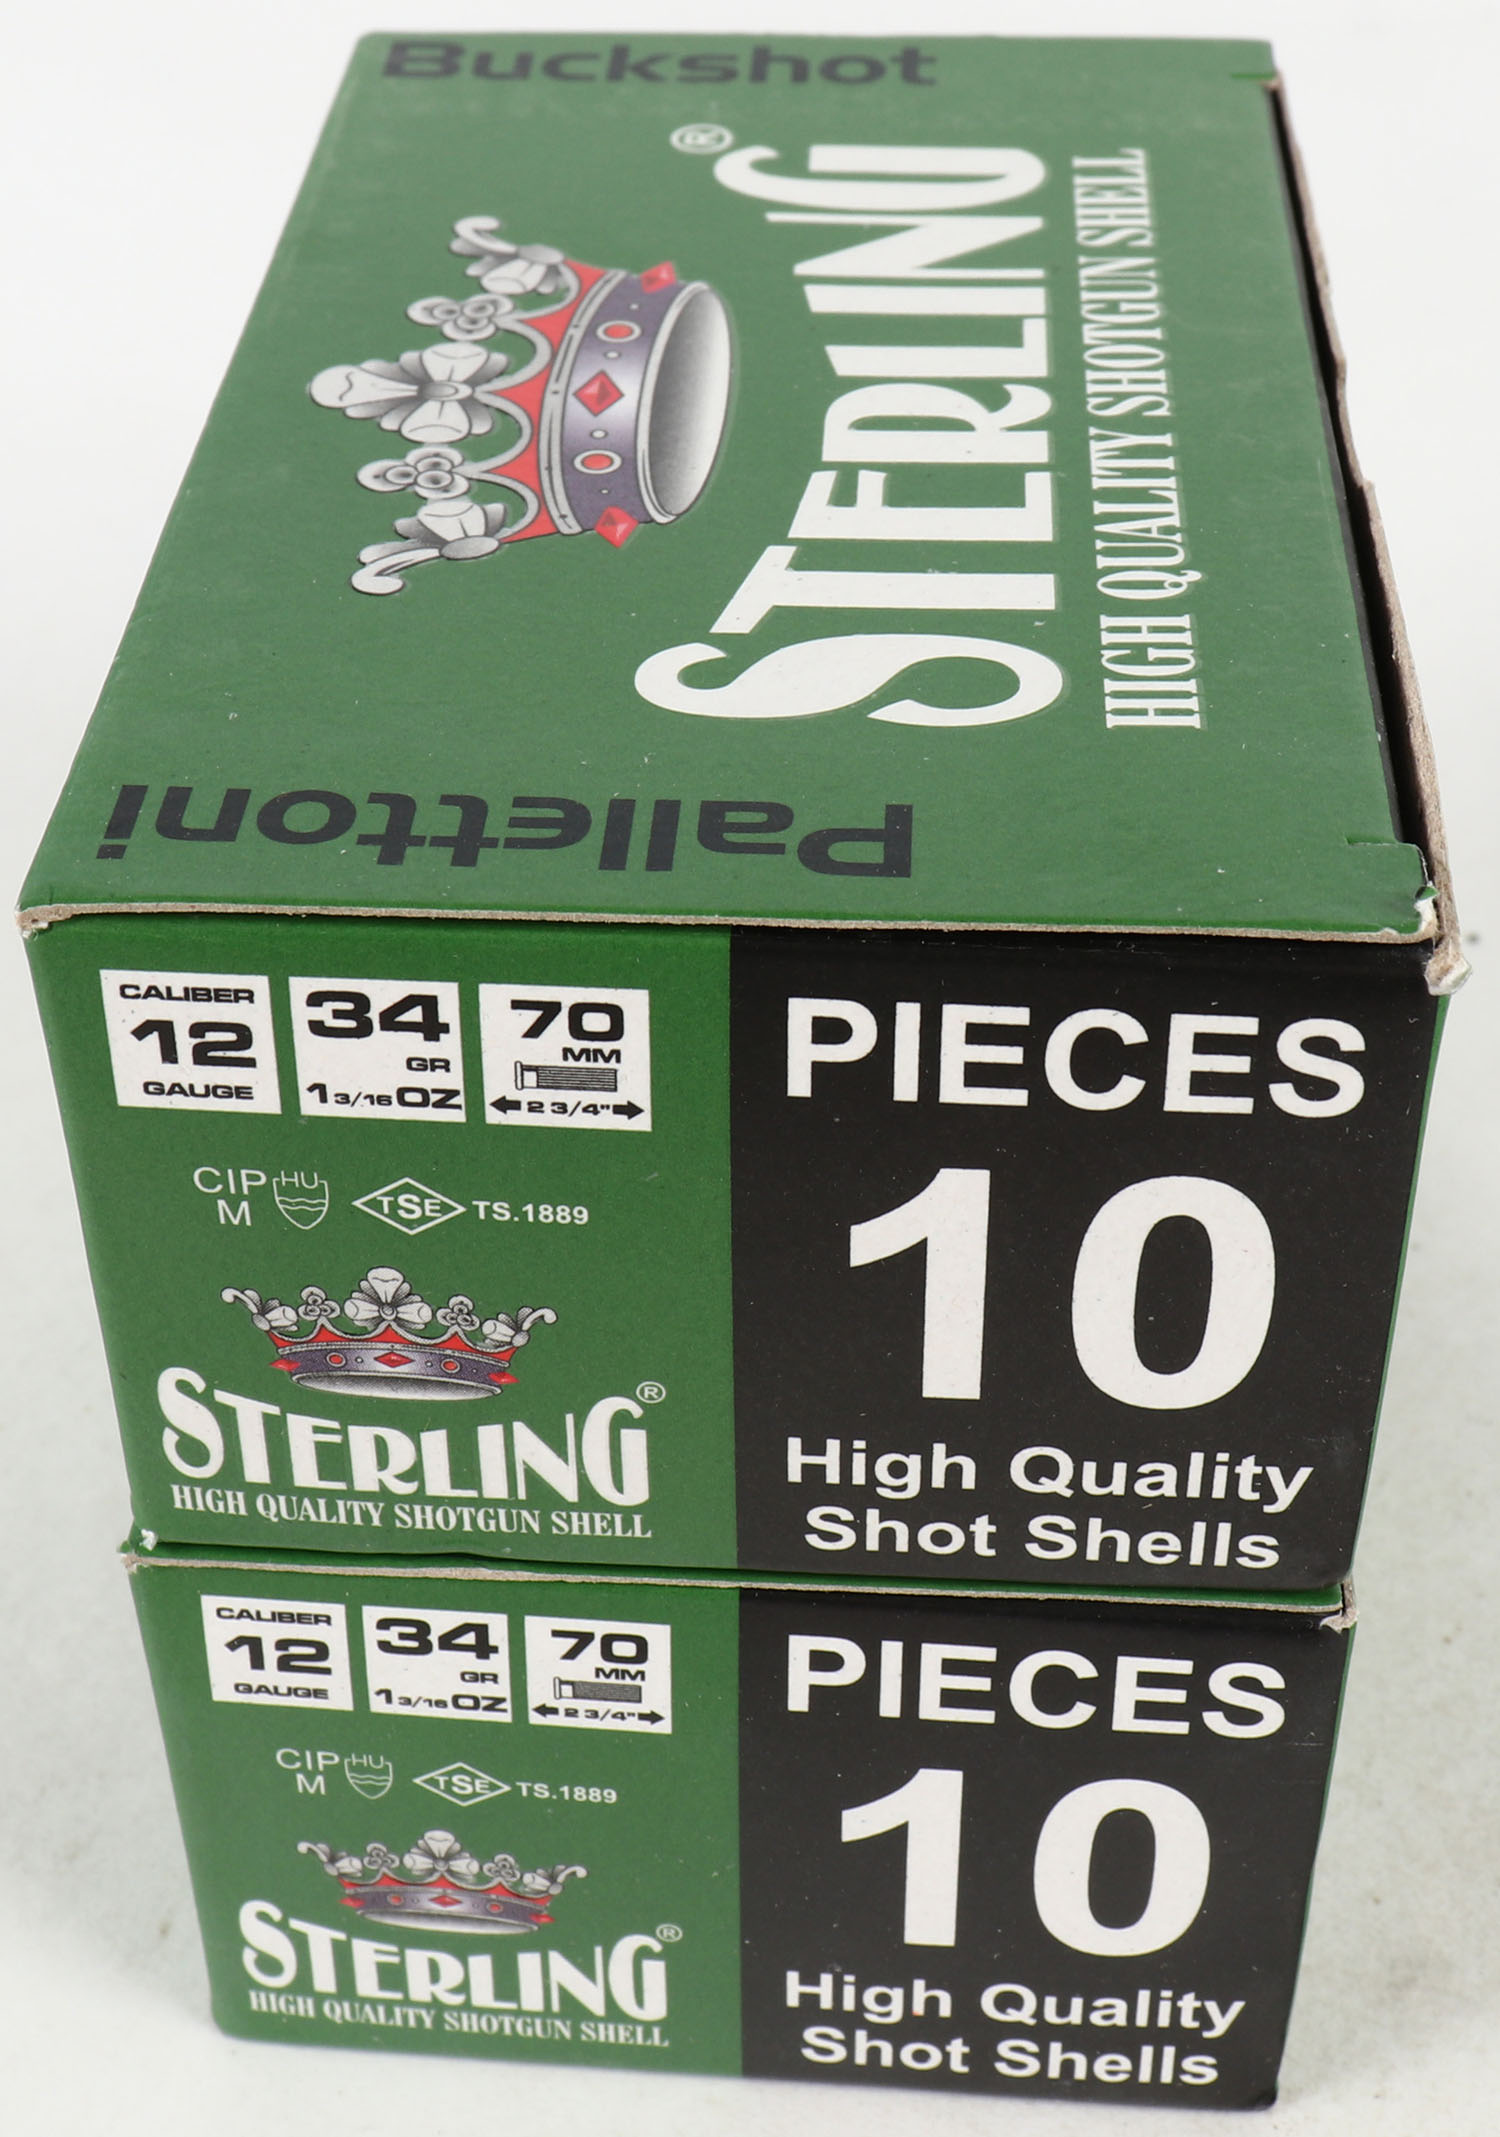 Buckshot
STERLING®
HIGH QUALITY SHOTGUN SHELL
Pallettoni
CALIBER
12
GAUGE
34
GR
1 3/16 OZ
70
MM
2 3/4"
CIP
M
HU
TSE
TS.1889
STERLING®
HIGH QUALITY SHOTGUN SHELL
PIECES
10
High Quality
Shot Shells
CALIBER
12
GAUGE
34
GR
1 3/16 OZ
70
MM
2 3/4"
CIP
M
HU
TSE
TS.1889
STERLING®
HIGH QUALITY SHOTGUN SHELL
PIECES
10
High Quality
Shot Shells